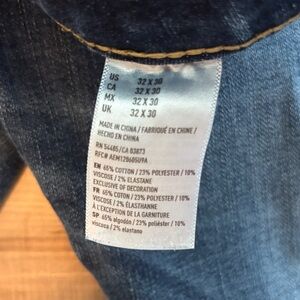 US 32 X 30
CA 32 X 30
MX 32 X 30
UK 32 X 30
MADE IN CHINA / FABRIQUÉ EN CHINE /
HECHO EN CHINA
RN 54485/CA 03873
RFC# AEM120605U9A
EN 65% COTTON / 23% POLYESTER / 10%
VISCOSE / 2% ELASTANE
EXCLUSIVE OF DECORATION
FR 65% COTON / 23% POLYESTER / 10%
VISCOSE / 2% ÉLASTHANNE
À L'EXCEPTION DE LA GARNITURE
SP 65% algodón / 23% poliéster / 10%
viscosa / 2% elastano